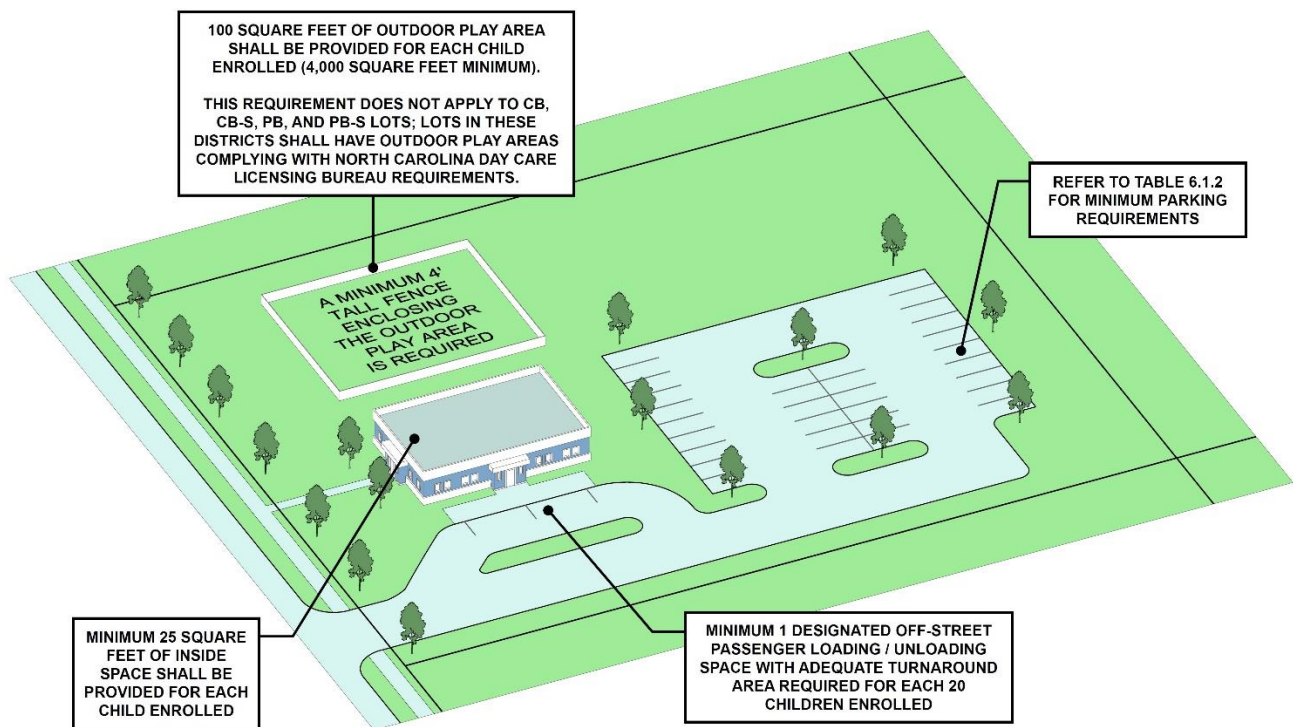 100 SQUARE FEET OF OUTDOOR PLAY AREA
SHALL BE PROVIDED FOR EACH CHILD
ENROLLED (4,000 SQUARE FEET MINIMUM).
THIS REQUIREMENT DOES NOT APPLY TO CB,
CB-S, PB, AND PB-S LOTS; LOTS IN THESE
DISTRICTS SHALL HAVE OUTDOOR PLAY AREAS
COMPLYING WITH NORTH CAROLINA DAY CARE
LICENSING BUREAU REQUIREMENTS.
REFER TO TABLE 6.1.2
FOR MINIMUM PARKING
REQUIREMENTS
A MINIMUM 4'
TALL FENCE
ENCLOSING
THE OUTDOOR
PLAY AREA
IS REQUIRED
MINIMUM 25 SQUARE
FEET OF INSIDE
SPACE SHALL BE
PROVIDED FOR EACH
CHILD ENROLLED
MINIMUM 1 DESIGNATED OFF-STREET
PASSENGER LOADING / UNLOADING
SPACE WITH ADEQUATE TURNAROUND
AREA REQUIRED FOR EACH 20
CHILDREN ENROLLED